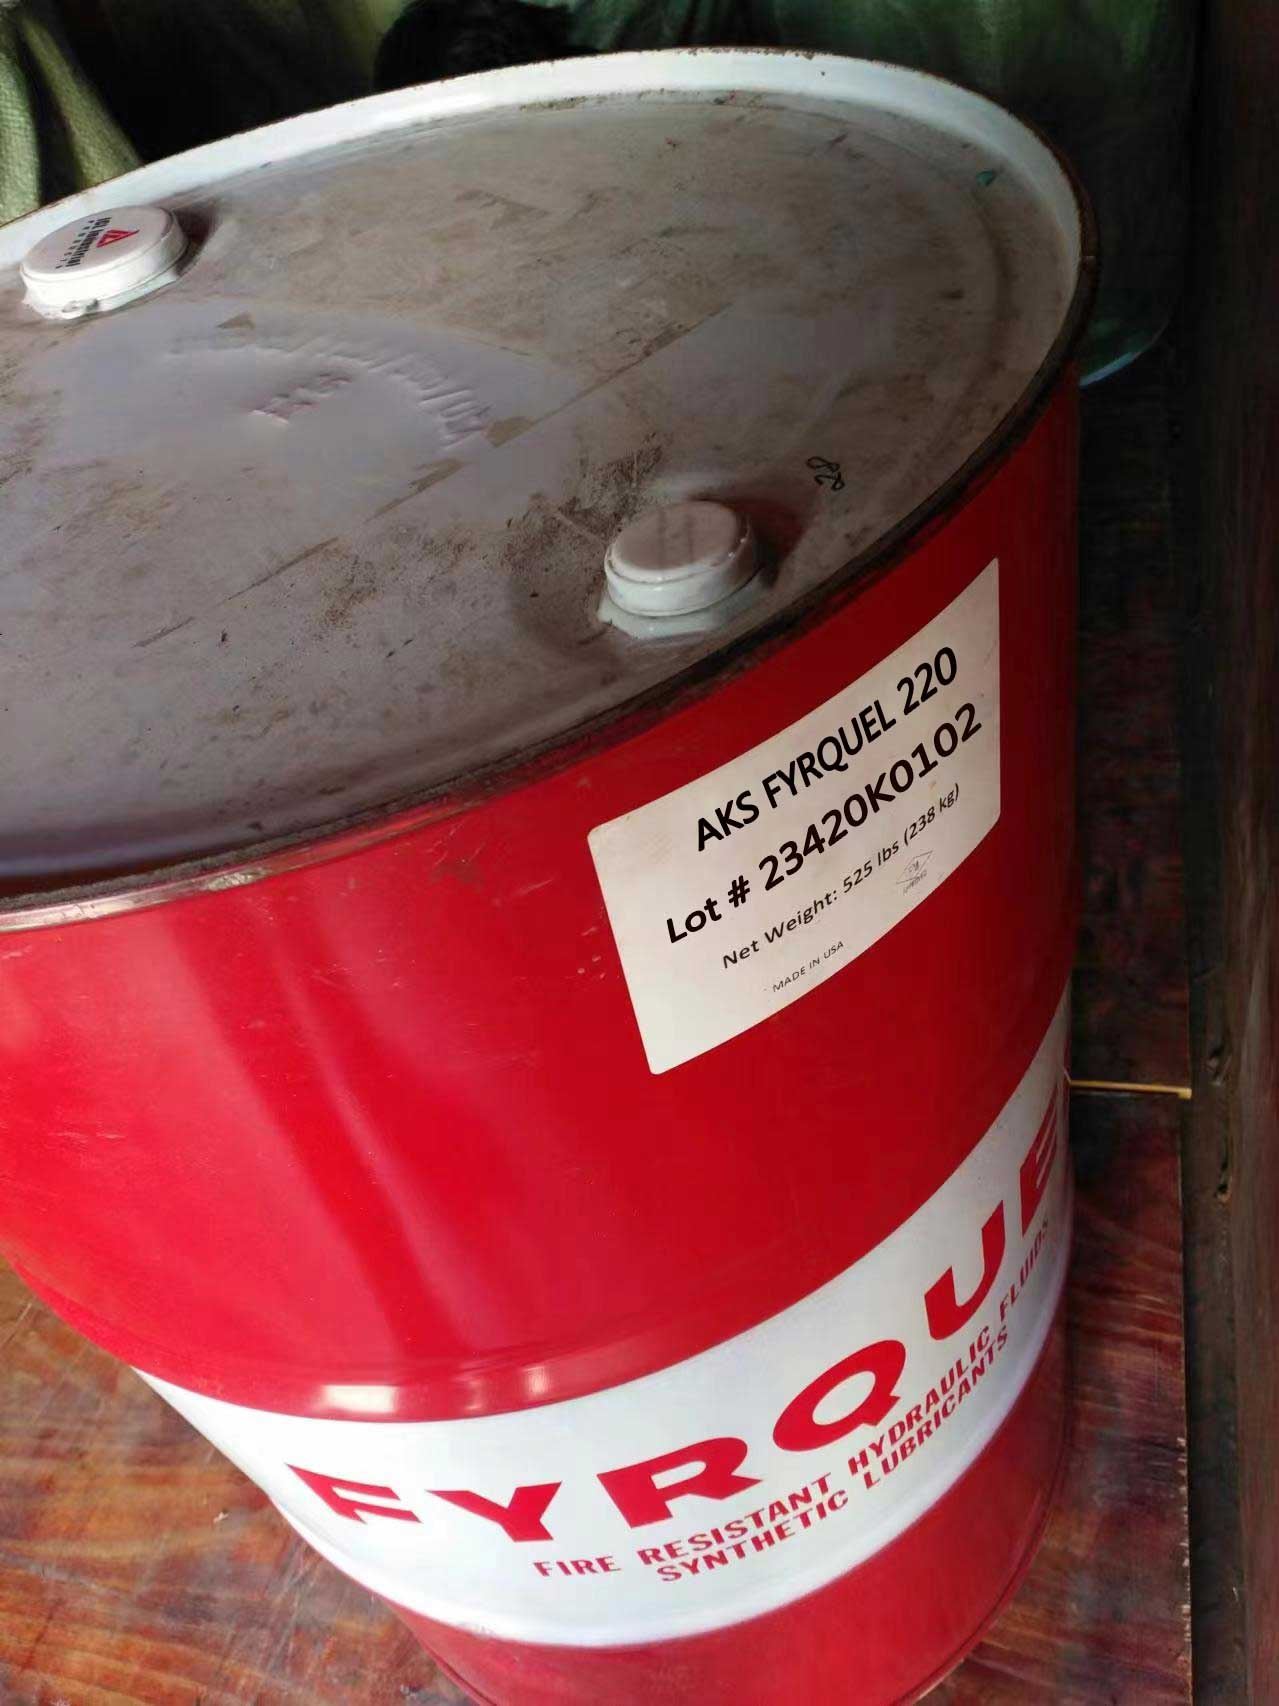 AKS FYRQUEL 220
Lot # 23420K0102
Net Weight: 525 lbs (238 kg)
MADE IN USA
FYRQUE
FIRE RESISTANT HYDRAULIC FLUIDS
SYNTHETIC LUBRICANTS